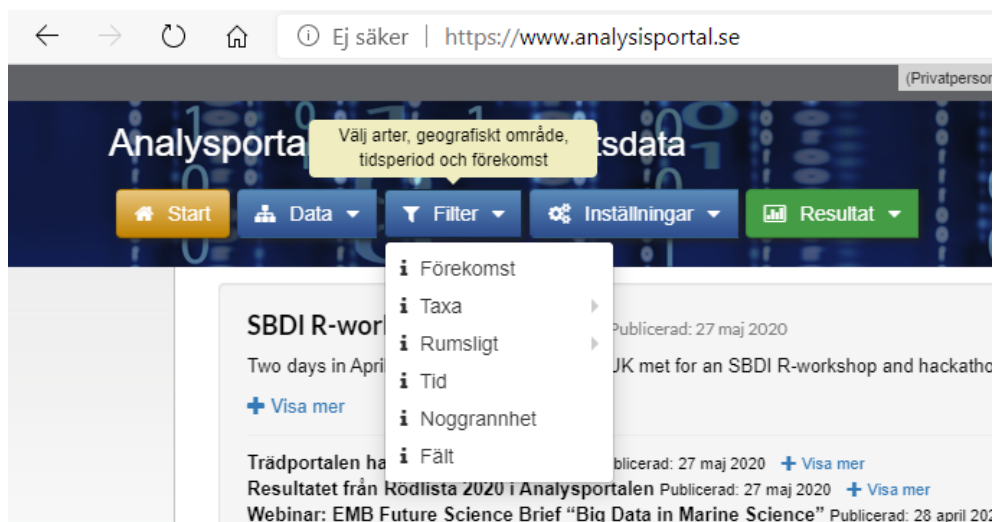 Ej säker | https://www.analysisportal.se
(Privatperson
Analysporta
tsdata
Välj arter, geografiskt område,
tidsperiod och förekomst
Start Data Filter Inställningar Resultat
Förekomst
Taxa
Rumsligt
Tid
Noggrannhet
Fält
SBDI R-wor Publicerad: 27 maj 2020
Two days in Apri UK met for an SBDI R-workshop and hackatho
Visa mer
Trädportalen ha blicerad: 27 maj 2020 Visa mer
Resultatet från Rödlista 2020 i Analysportalen Publicerad: 27 maj 2020 Visa mer
Webinar: EMB Future Science Brief “Big Data in Marine Science” Publicerad: 28 april 202